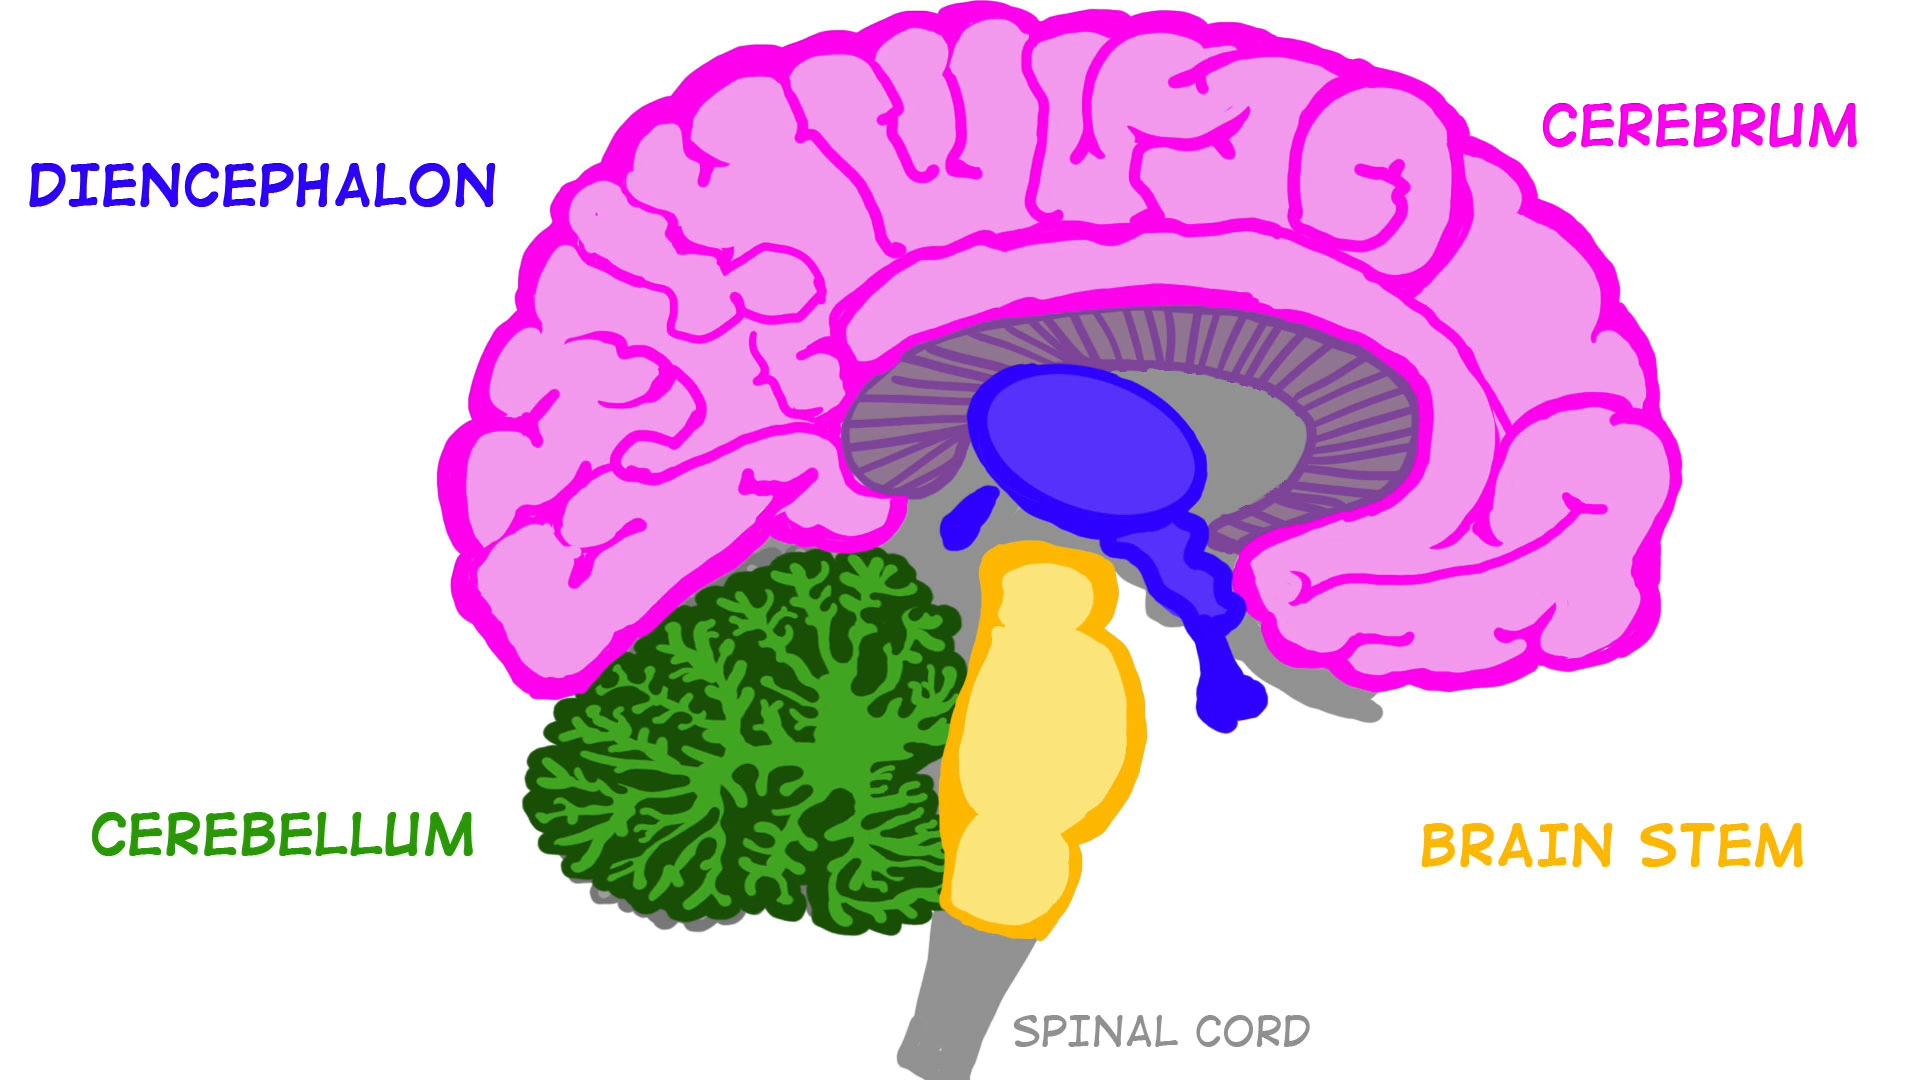 CEREBRUM
DIENCEPHALON
CEREBELLUM
BRAIN STEM
SPINAL CORD